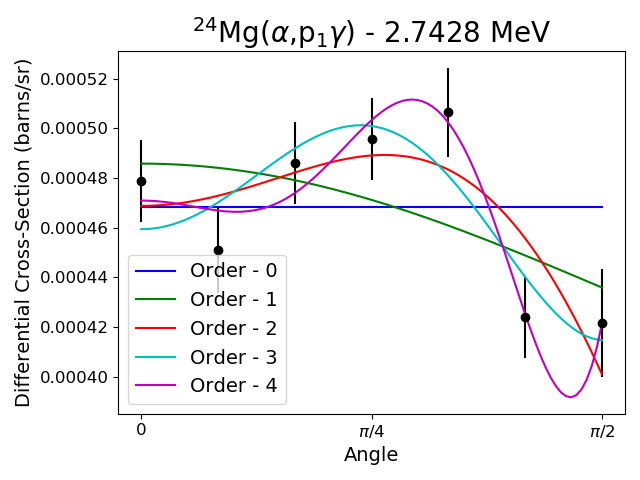 ²⁴Mg(α,p₁γ) - 2.7428 MeV
Differential Cross-Section (barns/sr)
0.00052
0.00050
0.00048
0.00046
0.00044
0.00042
0.00040
Order - 0
Order - 1
Order - 2
Order - 3
Order - 4
0 π/4 π/2
Angle